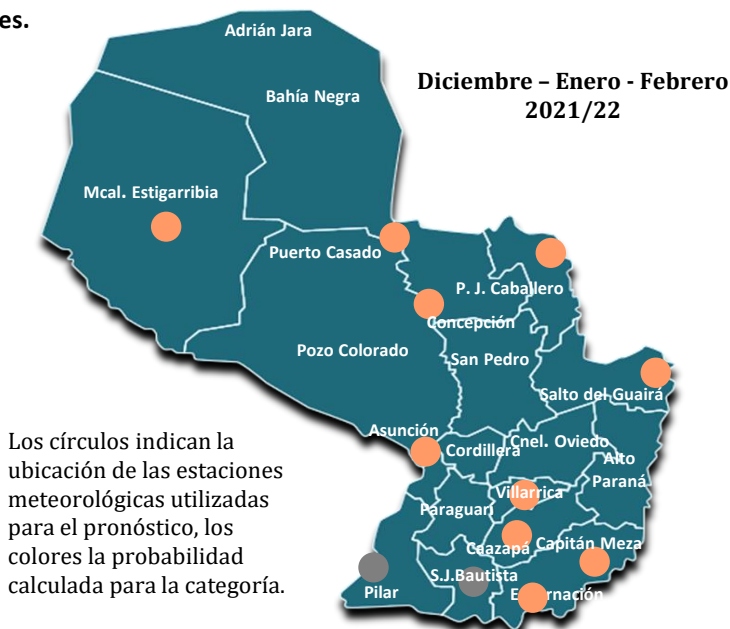 es.
Adrián Jara
Diciembre – Enero - Febrero
2021/22
Bahía Negra
Mcal. Estigarribia
Puerto Casado
P. J. Caballero
Concepción
Pozo Colorado
San Pedro
Salto del Guairá
Asunción
Cordillera
Cnel. Oviedo
Alto
Paraná
Los círculos indican la
ubicación de las estaciones
meteorológicas utilizadas
para el pronóstico, los
colores la probabilidad
calculada para la categoría.
Villarrica
Paraguarí
Caazapá
Capitán Meza
S.J.Bautista
Pilar